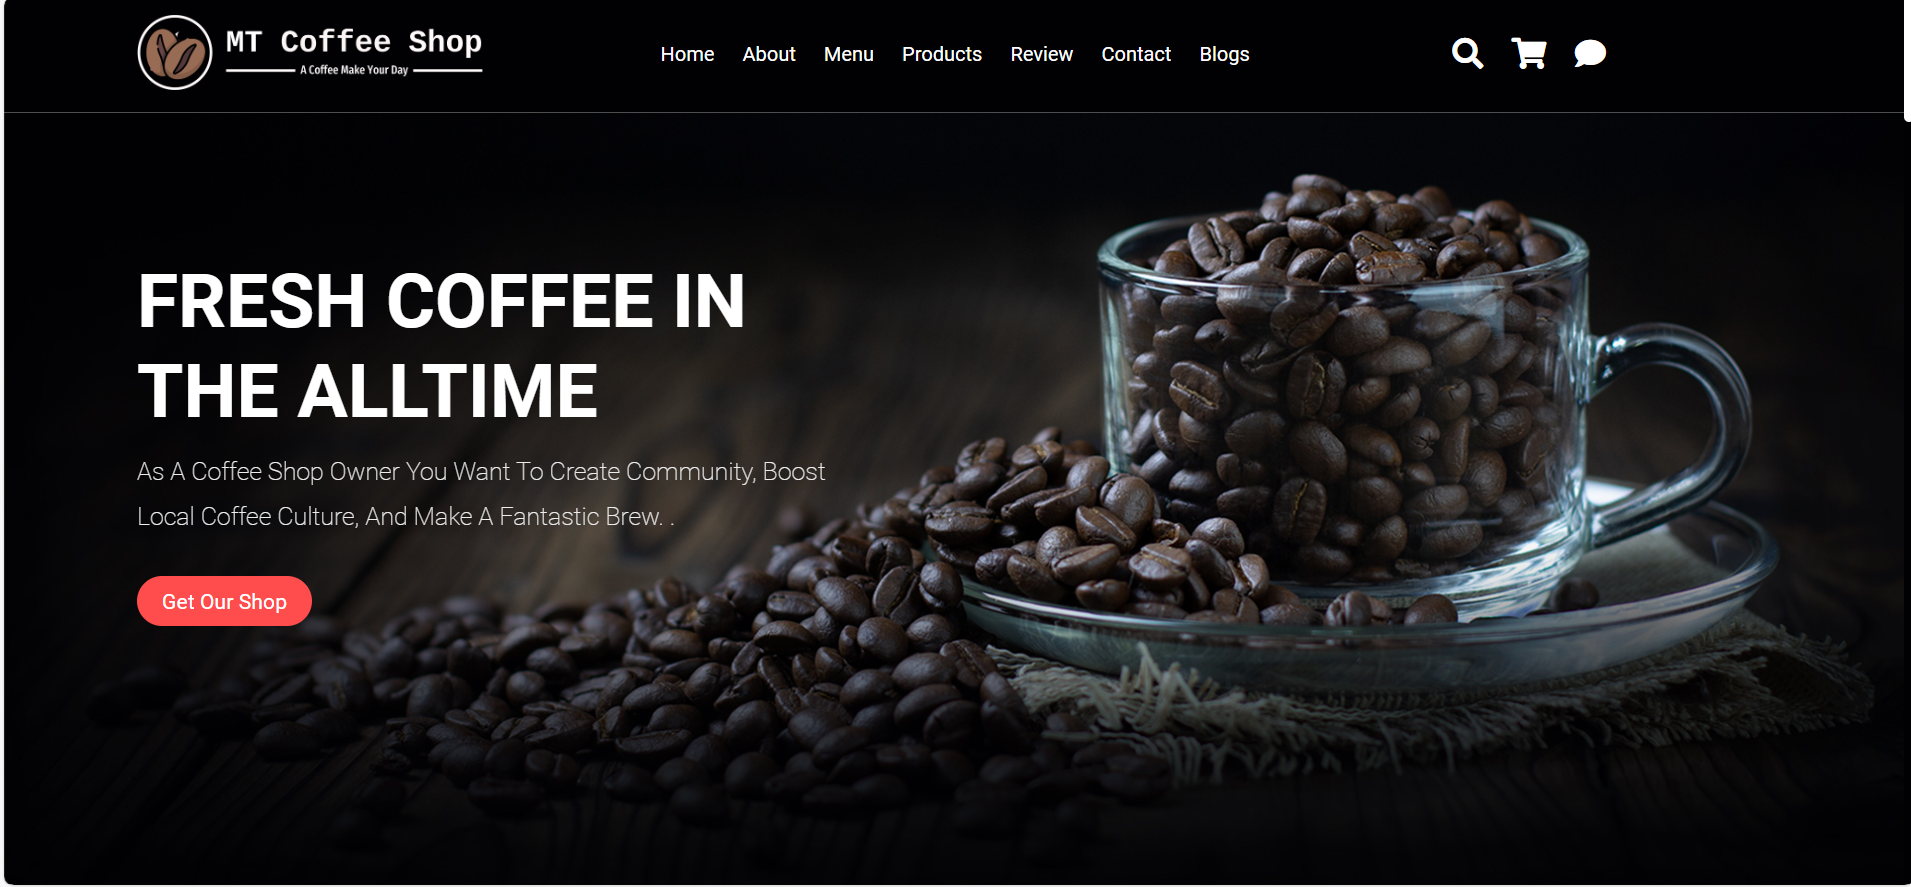 MT Coffee Shop
A Coffee Make Your Day
Home About Menu Products Review Contact Blogs
FRESH COFFEE IN
THE ALLTIME
As A Coffee Shop Owner You Want To Create Community, Boost
Local Coffee Culture, And Make A Fantastic Brew. .
Get Our Shop